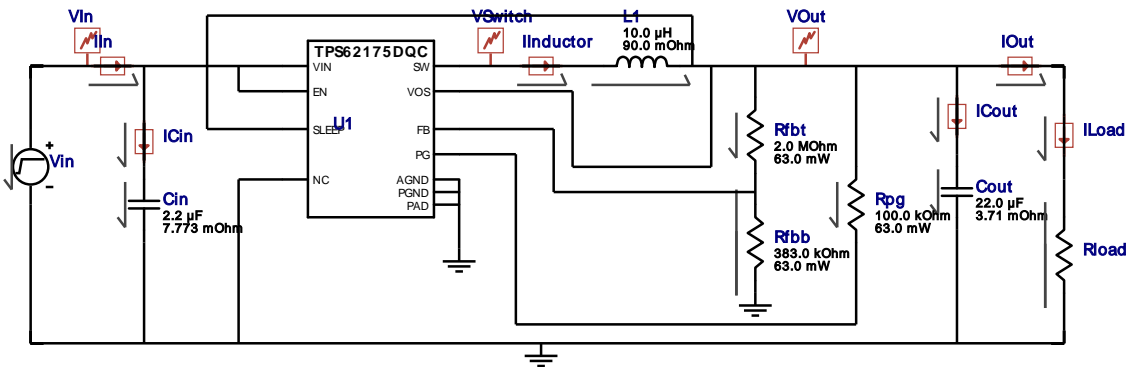 VIn
IIn
VSwitch
L1
10.0 µH
90.0 mOhm
IInductor
VOut
IOut
TPS62175DQC
VIN
SW
EN
VOS
SLEEP
U1
FB
PG
NC
AGND
PGND
PAD
ICin
Vin
+
–
Cin
2.2 µF
7.773 mOhm
Rfbt
2.0 MOhm
63.0 mW
Rfbb
383.0 kOhm
63.0 mW
Rpg
100.0 kOhm
63.0 mW
ICout
Cout
22.0 µF
3.71 mOhm
ILoad
Rload